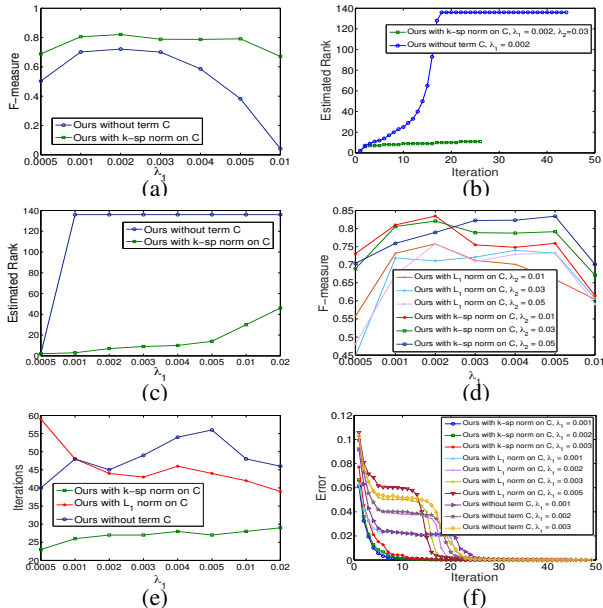 F-measure
1
0.8
0.6
0.4
0.2
0
Ours without term C
Ours with k-sp norm on C
0.0005 0.001 0.002 0.003 0.004 0.005 0.01
λ1
(a)
Estimated Rank
140
120
100
80
60
40
20
0
Ours with k-sp norm on C, λ1 = 0.002, λ2=0.03
Ours without term C, λ1 = 0.002
0 10 20 30 40 50
Iteration
(b)
Estimated Rank
140
120
100
80
60
40
20
0
Ours without term C
Ours with k-sp norm on C
0.0005 0.001 0.002 0.003 0.004 0.005 0.01 0.02
λ1
(c)
F-measure
0.85
0.8
0.75
0.7
0.65
0.6
0.55
0.5
0.45
Ours with L1 norm on C, λ2 = 0.01
Ours with L1 norm on C, λ2 = 0.03
Ours with L1 norm on C, λ2 = 0.05
Ours with k-sp norm on C, λ2 = 0.01
Ours with k-sp norm on C, λ2 = 0.03
Ours with k-sp norm on C, λ2 = 0.05
0.0005 0.001 0.002 0.003 0.004 0.005 0.01
λ1
(d)
Iterations
60
55
50
45
40
35
30
25
20
Ours with k-sp norm on C
Ours with L1 norm on C
Ours without term C
0.0005 0.001 0.002 0.003 0.004 0.005 0.01 0.02
λ1
(e)
Error
0.12
0.1
0.08
0.06
0.04
0.02
0
Ours with k-sp norm on C, λ1 = 0.001
Ours with k-sp norm on C, λ1 = 0.002
Ours with k-sp norm on C, λ1 = 0.003
Ours with L1 norm on C, λ1 = 0.001
Ours with L1 norm on C, λ1 = 0.002
Ours with L1 norm on C, λ1 = 0.003
Ours with L1 norm on C, λ1 = 0.005
Ours without term C, λ1 = 0.001
Ours without term C, λ1 = 0.002
Ours without term C, λ1 = 0.003
0 10 20 30 40 50
Iteration
(f)